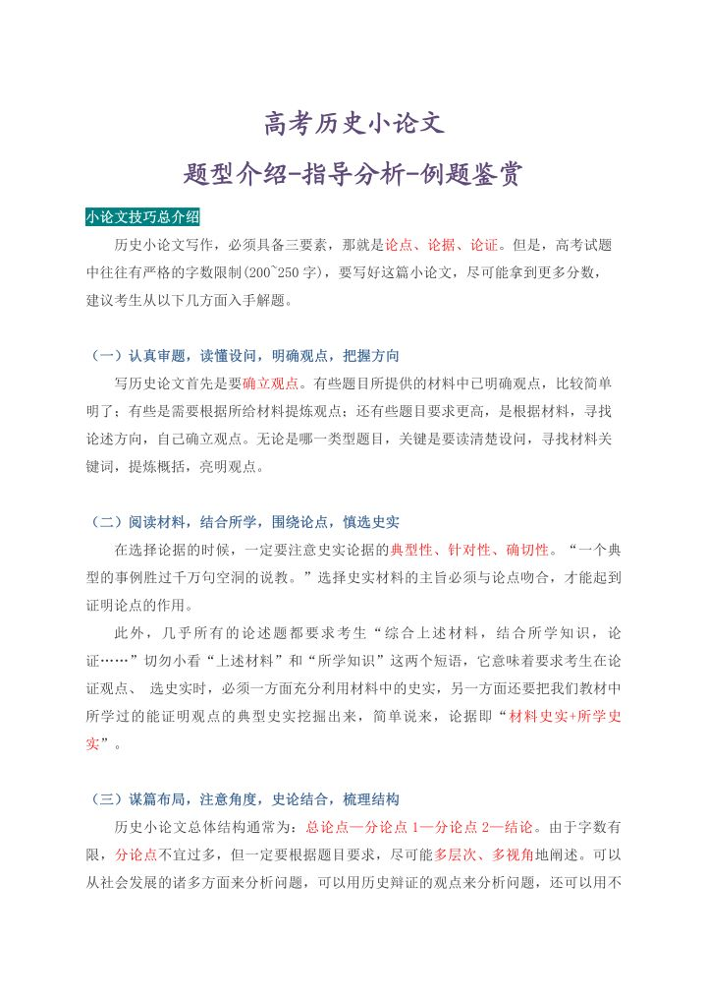 高考历史小论文
题型介绍-指导分析-例题鉴赏
小论文技巧总介绍
历史小论文写作，必须具备三要素，那就是论点、论据、论证。但是，高考试题
中往往有严格的字数限制(200~250 字)，要写好这篇小论文，尽可能拿到更多分数，
建议考生从以下几方面入手解题。
（一）认真审题，读懂设问，明确观点，把握方向
写历史论文首先是要确立观点。有些题目所提供的材料中已明确观点，比较简单
明了；有些是需要根据所给材料提炼观点；还有些题目要求更高，是根据材料，寻找
论述方向，自己确立观点。无论是哪一类型题目，关键是要读清楚设问，寻找材料关
键词，提炼概括，亮明观点。
（二）阅读材料，结合所学，围绕论点，慎选史实
在选择论据的时候，一定要注意史实论据的典型性、针对性、确切性。“一个典
型的事例胜过千万句空洞的说教。”选择史实材料的主旨必须与论点吻合，才能起到
证明论点的作用。
此外，几乎所有的论述题都要求考生“综合上述材料，结合所学知识，论
证……”切勿小看“上述材料”和“所学知识”这两个短语，它意味着要求考生在论
证观点、 选史实时，必须一方面充分利用材料中的史实，另一方面还要把我们教材中
所学过的能证明观点的典型史实挖掘出来，简单说来，论据即“材料史实+所学史
实”。
（三）谋篇布局，注意角度，史论结合，梳理结构
历史小论文总体结构通常为：总论点—分论点 1—分论点 2—结论。由于字数有
限，分论点不宜过多，但一定要根据题目要求，尽可能多层次、多视角地阐述。可以
从社会发展的诸多方面来分析问题，可以用历史辩证的观点来分析问题，还可以用不